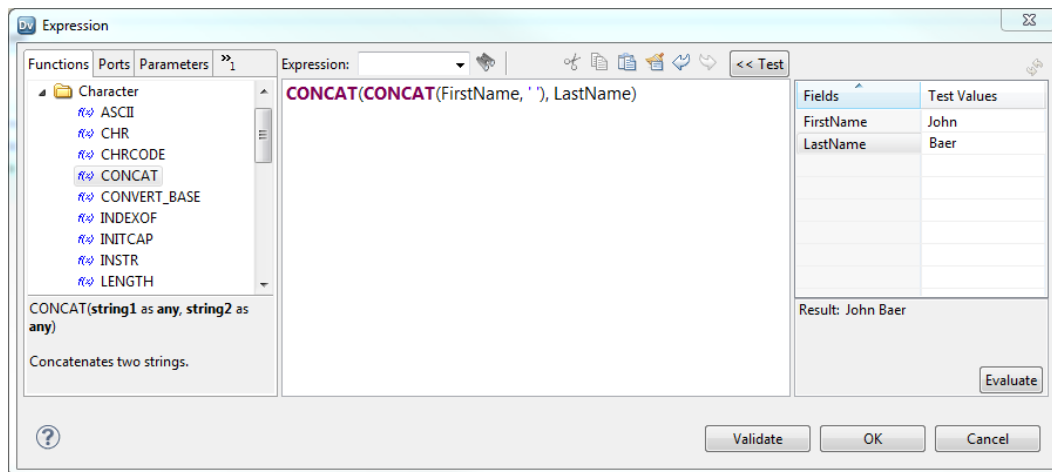 Dv Expression
Functions Ports Parameters »1
Character
f(x) ASCII
f(x) CHR
f(x) CHRCODE
f(x) CONCAT
f(x) CONVERT_BASE
f(x) INDEXOF
f(x) INITCAP
f(x) INSTR
f(x) LENGTH
CONCAT(string1 as any, string2 as
any)
Concatenates two strings.
Expression:
<< Test
CONCAT(CONCAT(FirstName, ' '), LastName)
Fields Test Values
FirstName John
LastName Baer
Result: John Baer
Evaluate
?
Validate OK Cancel